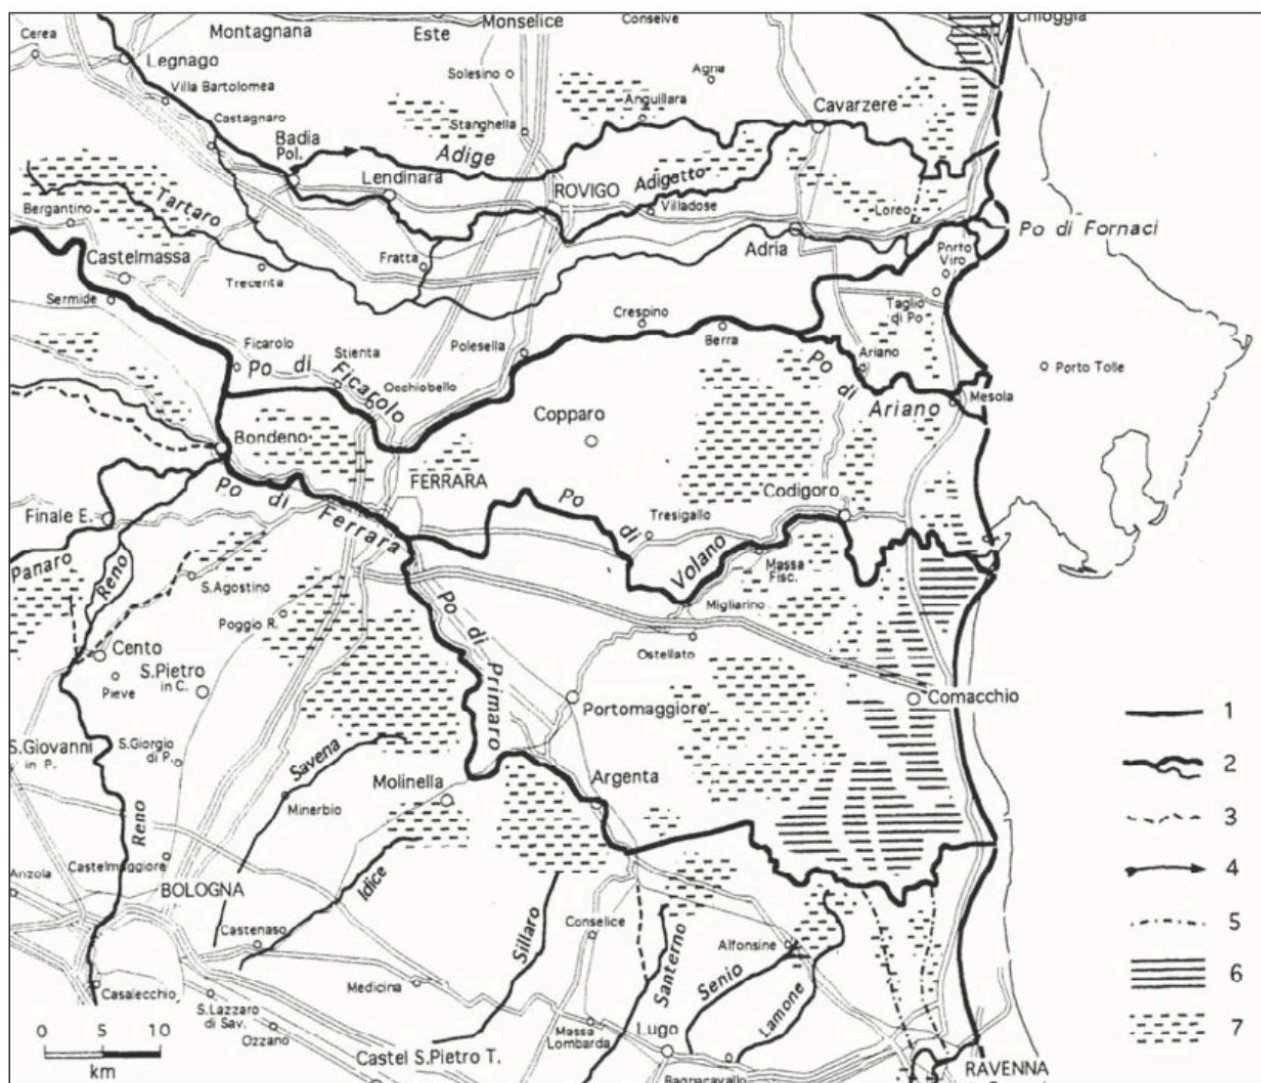 Cerea
Montagnana
Este
Monselice
Conselve
Chioggia
Legnago
Solesino
Agna
Villa Bartolomea
Anguillara
Cavarzere
Castagnaro
Stanghella
Badia
Pol.
Adige
Lendinara
ROVIGO
Adigetto
Bergantino
Tartaro
Villadose
Loreo
Po di Fornaci
Castelmassa
Fratta
Adria
Porto
Viro
Trecenta
Sermide
Taglio
di Po
Crespino
Ficarolo
Stienta
Polesella
Berra
Ariano
Po di Ficarolo
Occhiobello
Po di Ariano
Porto Tolle
Mesola
Copparo
Bondeno
FERRARA
Codigoro
Po di Ferrara
Po di Volano
Finale E.
Tresigallo
Panaro
Reno
S.Agostino
Massa
Fisc.
Poggio R.
Migliarino
Po di Primaro
Cento
Ostellato
S.Pietro
in C.
Pieve
Comacchio
Portomaggiore
S.Giovanni
in P.
S.Giorgio
di P.
Savena
Molinella
Argenta
Minerbio
Reno
Castelmaggiore
Anzola
BOLOGNA
Idice
Castenaso
Sillaro
Conselice
Santerno
Alfonsine
Senio
Lamone
Casalecchio
Medicina
S.Lazzaro
di Sav.
Ozzano
Massa
Lombarda
Lugo
Castel S.Pietro T.
Bagnacavallo
RAVENNA
0 5 10
km
1
2
3
4
5
6
7